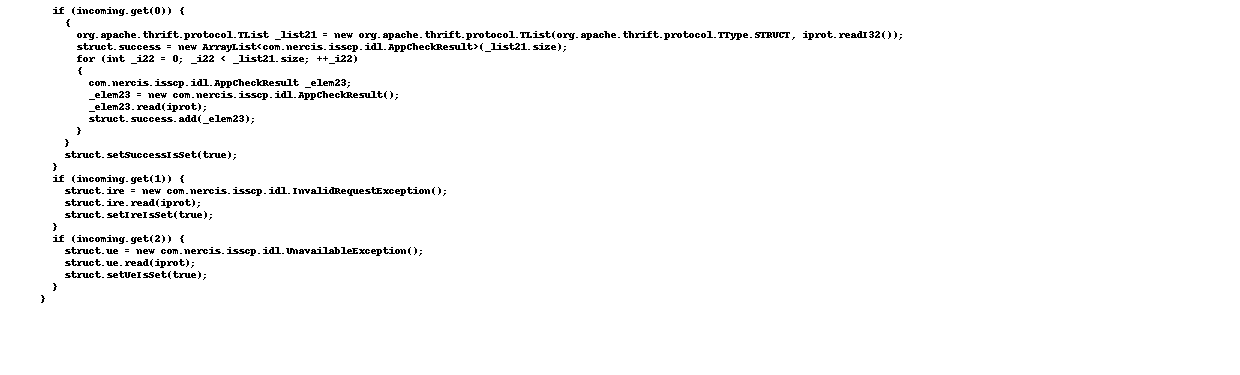 if (incoming.get(0)) {
{
org.apache.thrift.protocol.TList _list21 = new org.apache.thrift.protocol.TList(org.apache.thrift.protocol.TType.STRUCT, iprot.readI32());
struct.success = new ArrayList<com.nercis.isscp.idl.AppCheckResult>(_list21.size);
for (int _i22 = 0; _i22 < _list21.size; ++_i22)
{
com.nercis.isscp.idl.AppCheckResult _elem23;
_elem23 = new com.nercis.isscp.idl.AppCheckResult();
_elem23.read(iprot);
struct.success.add(_elem23);
}
}
struct.setSuccessIsSet(true);
}
if (incoming.get(1)) {
struct.ire = new com.nercis.isscp.idl.InvalidRequestException();
struct.ire.read(iprot);
struct.setIreIsSet(true);
}
if (incoming.get(2)) {
struct.ue = new com.nercis.isscp.idl.UnavailableException();
struct.ue.read(iprot);
struct.setUeIsSet(true);
}
}